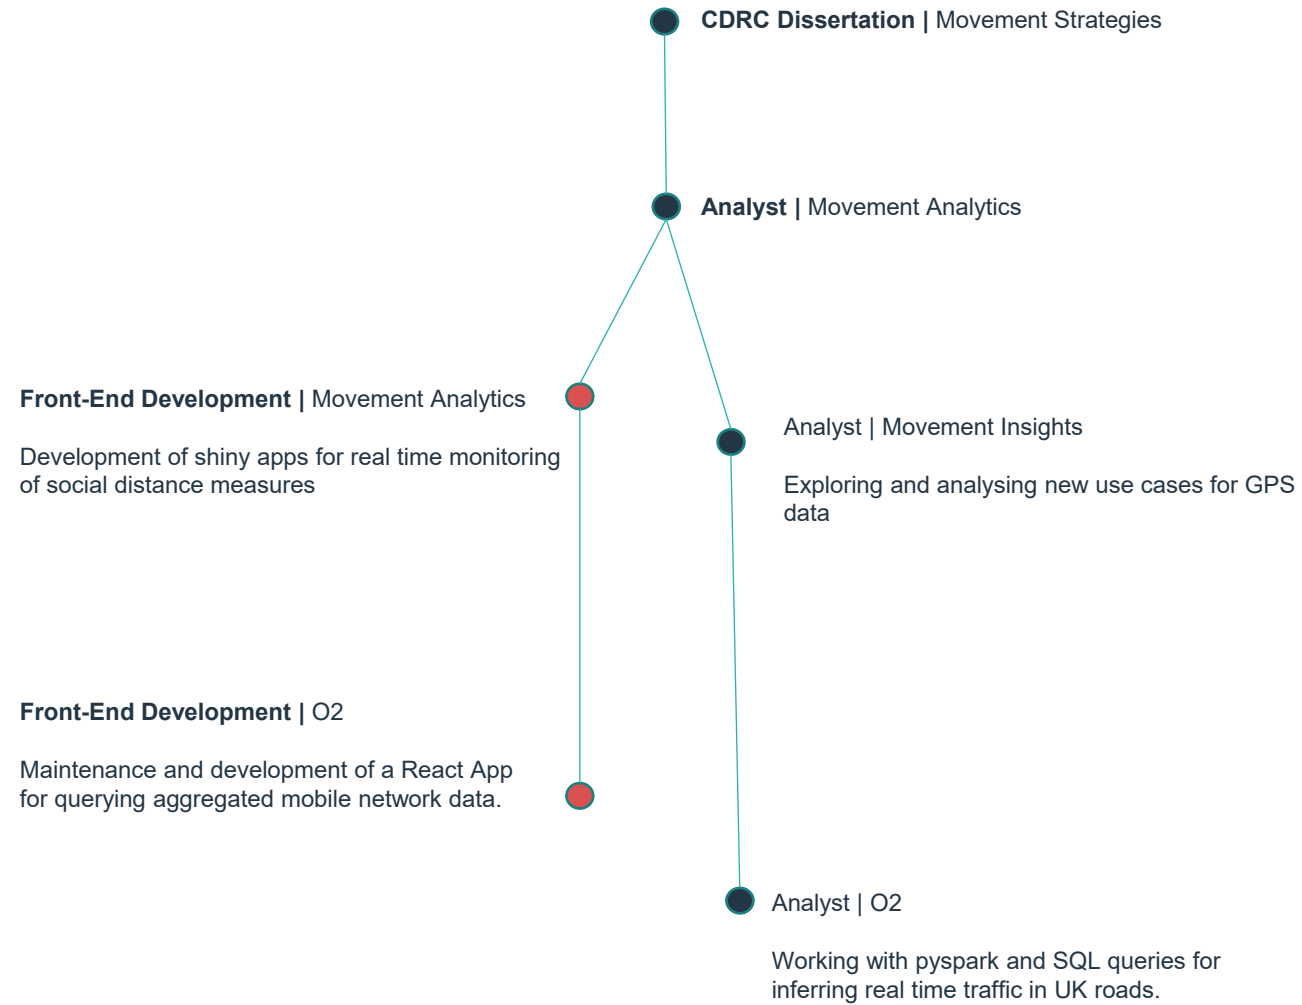 CDRC Dissertation | Movement Strategies
Analyst | Movement Analytics
Front-End Development | Movement Analytics
Development of shiny apps for real time monitoring
of social distance measures
Analyst | Movement Insights
Exploring and analysing new use cases for GPS
data
Front-End Development | O2
Maintenance and development of a React App
for querying aggregated mobile network data.
Analyst | O2
Working with pyspark and SQL queries for
inferring real time traffic in UK roads.